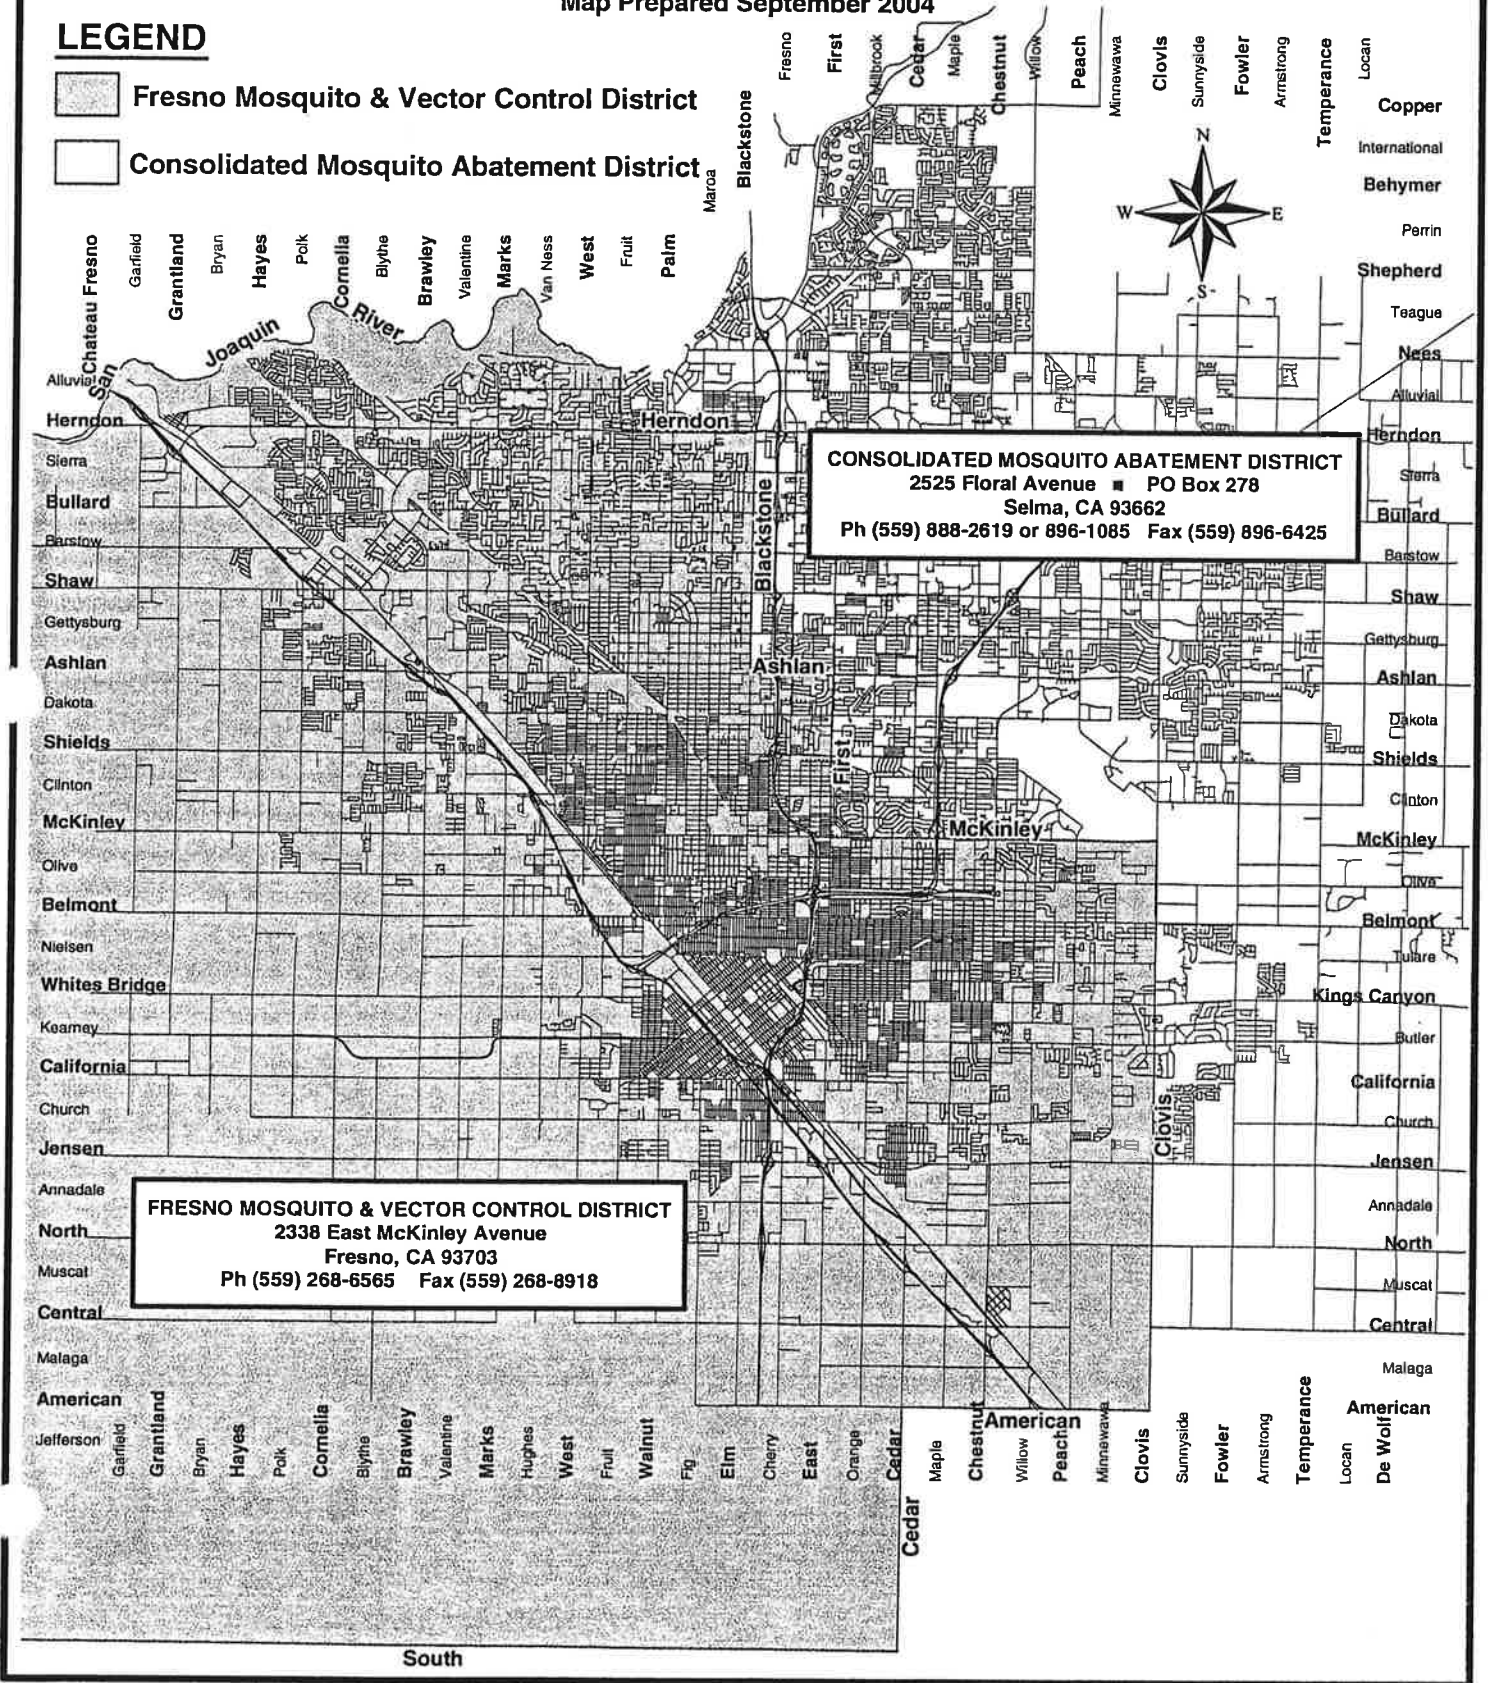 Map Prepared September 2004
LEGEND
Fresno Mosquito & Vector Control District
Consolidated Mosquito Abatement District
Maroa
Blackstone
Fresno
First
Millbrook
Cedar
Maple
Chestnut
Willow
Peach
Minnewawa
Clovis
Sunnyside
Fowler
Armstrong
Temperance
Locan
Copper
International
Behymer
Perrin
Shepherd
Teague
Nees
Alluvial
Herndon
Sierra
Bullard
Barstow
Shaw
Gettysburg
Ashlan
Dakota
Shields
Clinton
McKinley
Olive
Belmont
Tulare
Kings Canyon
Butler
California
Church
Jensen
Annadale
North
Muscat
Central
Malaga
American
N
W
E
S
Chateau Fresno
Garfield
Grantland
Bryan
Hayes
Polk
Cornelia
Blythe
Brawley
Valentine
Marks
Van Ness
West
Fruit
Palm
San
Joaquin
River
Alluvial
Herndon
Sierra
Bullard
Barstow
Shaw
Gettysburg
Ashlan
Dakota
Shields
Clinton
McKinley
Olive
Belmont
Nielsen
Whites Bridge
Kearney
California
Church
Jensen
Annadale
North
Muscat
Central
Malaga
American
Jefferson
Herndon
Blackstone
Ashlan
First
McKinley
Clovis
CONSOLIDATED MOSQUITO ABATEMENT DISTRICT
2525 Floral Avenue ■ PO Box 278
Selma, CA 93662
Ph (559) 888-2619 or 896-1085 Fax (559) 896-6425
FRESNO MOSQUITO & VECTOR CONTROL DISTRICT
2338 East McKinley Avenue
Fresno, CA 93703
Ph (559) 268-6565 Fax (559) 268-8918
American
Garfield
Grantland
Bryan
Hayes
Polk
Cornelia
Blythe
Brawley
Valentine
Marks
Hughes
West
Fruit
Walnut
Fig
Elm
Cherry
East
Orange
Cedar
Maple
Chestnut
Willow
Peach
Minnewawa
Clovis
Sunnyside
Fowler
Armstrong
Temperance
Locan
De Wolf
Cedar
South